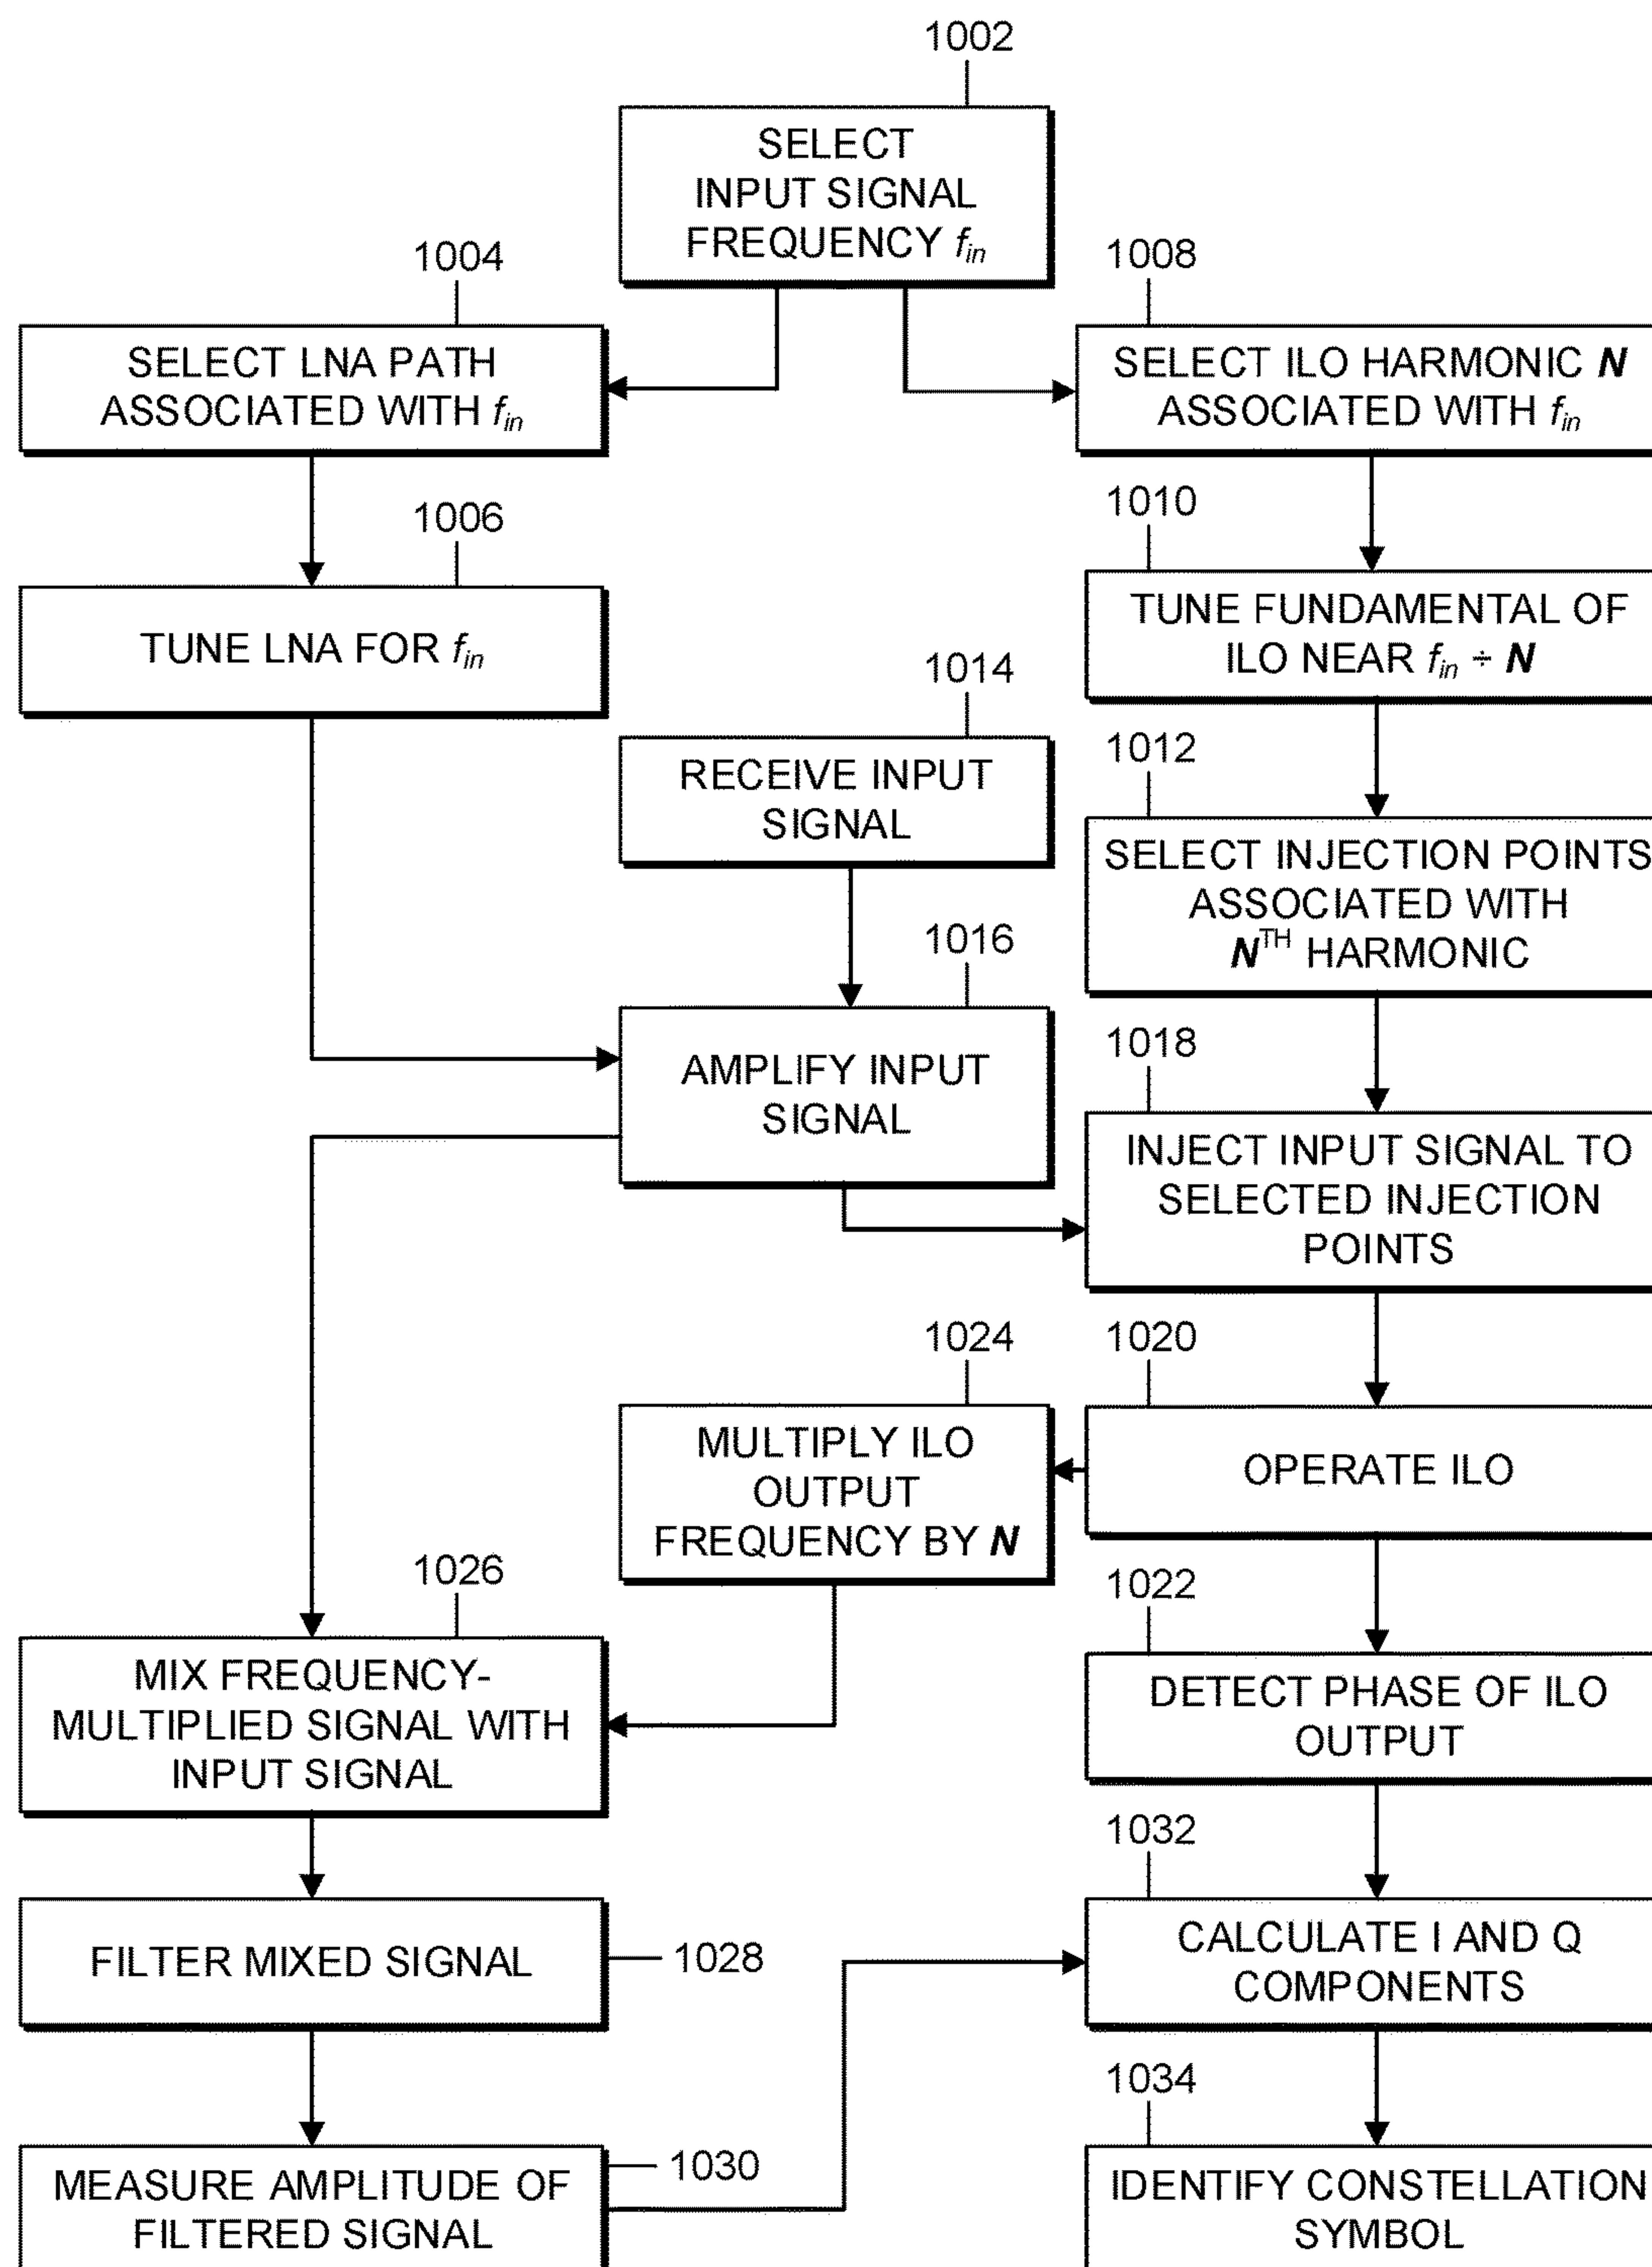 1002
SELECT
INPUT SIGNAL
FREQUENCY fin
1004
SELECT LNA PATH
ASSOCIATED WITH fin
1008
SELECT ILO HARMONIC N
ASSOCIATED WITH fin
1006
TUNE LNA FOR fin
1010
TUNE FUNDAMENTAL OF
ILO NEAR fin ÷ N
1014
RECEIVE INPUT
SIGNAL
1012
SELECT INJECTION POINTS
ASSOCIATED WITH
NTH HARMONIC
1016
AMPLIFY INPUT
SIGNAL
1018
INJECT INPUT SIGNAL TO
SELECTED INJECTION
POINTS
1024
MULTIPLY ILO
OUTPUT
FREQUENCY BY N
1020
OPERATE ILO
1026
MIX FREQUENCY-
MULTIPLIED SIGNAL WITH
INPUT SIGNAL
1022
DETECT PHASE OF ILO
OUTPUT
FILTER MIXED SIGNAL
1028
1032
CALCULATE I AND Q
COMPONENTS
MEASURE AMPLITUDE OF
FILTERED SIGNAL
1030
1034
IDENTIFY CONSTELLATION
SYMBOL